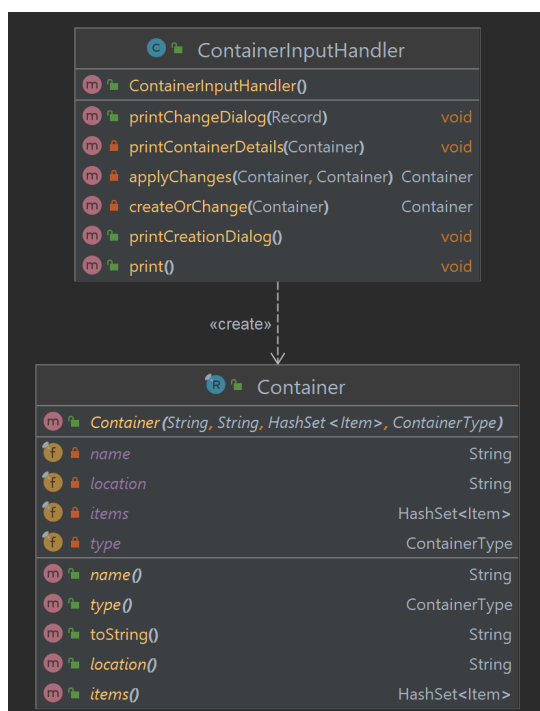 C ContainerInputHandler
m ContainerInputHandler()
m printChangeDialog(Record) void
m printContainerDetails(Container) void
m applyChanges(Container, Container) Container
m createOrChange(Container) Container
m printCreationDialog() void
m print() void
«create»
R Container
m Container(String, String, HashSet <Item>, ContainerType)
f name String
f location String
f items HashSet<Item>
f type ContainerType
m name() String
m type() ContainerType
m toString() String
m location() String
m items() HashSet<Item>